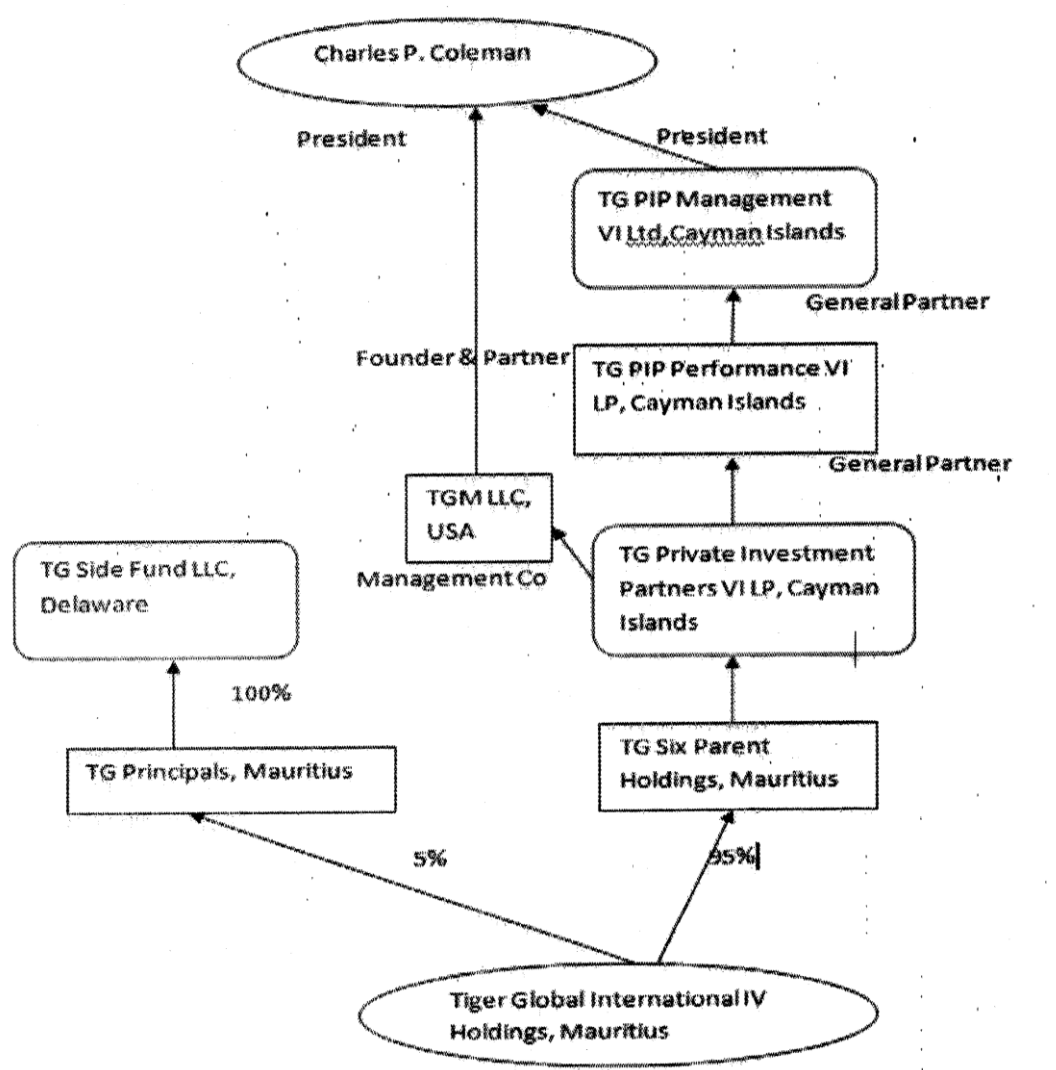 Charles P. Coleman
President
President
TG PIP Management
VI Ltd,Cayman Islands
General Partner
Founder & Partner
TG PIP Performance VI
LP, Cayman Islands
General Partner
TGM LLC,
USA
Management Co
TG Private Investment
Partners VI LP, Cayman
Islands
TG Side Fund LLC,
Delaware
100%
TG Principals, Mauritius
TG Six Parent
Holdings, Mauritius
5%
95%
Tiger Global International IV
Holdings, Mauritius